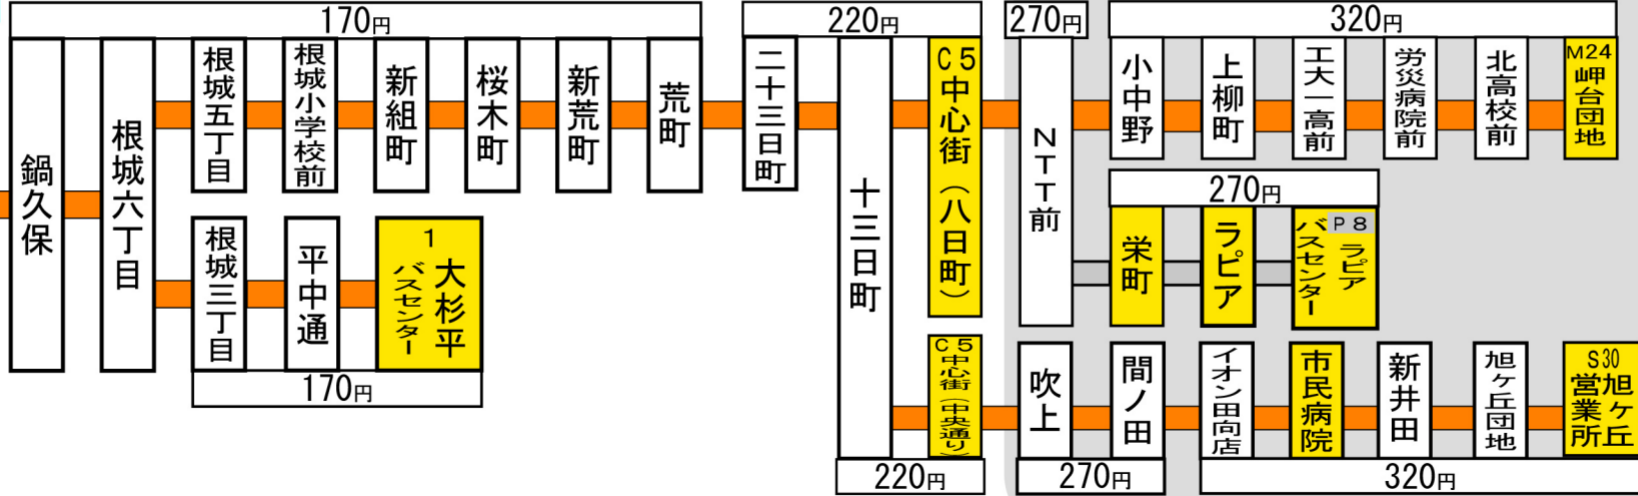 170円
220円
270円
320円
鍋久保
根城六丁目
根城五丁目
根城小学校前
新組町
桜木町
新荒町
荒町
二十三日町
十三日町
C5
中心街(八日町)
NTT前
小中野
上柳町
工大一高前
労災病院前
北高校前
M24
岬台団地
270円
栄町
ラピア
P8
ラピア
バスセンター
根城三丁目
平中通
1
大杉平
バスセンター
170円
C5
中心街(中央通り)
吹上
間ノ田
イオン田向店
市民病院
新井田
旭ヶ丘団地
S30
旭ヶ丘
営業所
220円
270円
320円